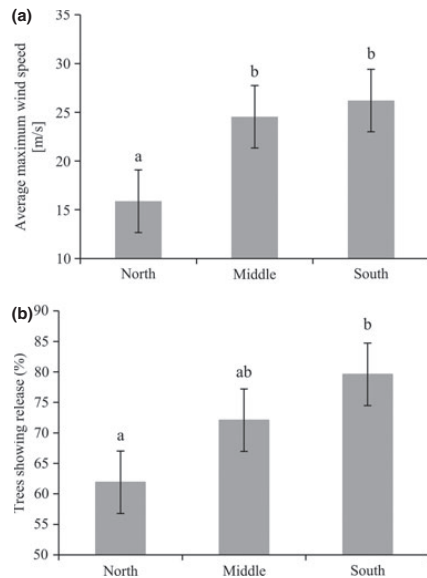 (a)
Average maximum wind speed
[m/s]
35
30
25
20
15
10
a
b
b
North
Middle
South
(b)
Trees showing release (%)
90
85
80
75
70
65
60
55
50
a
ab
b
North
Middle
South